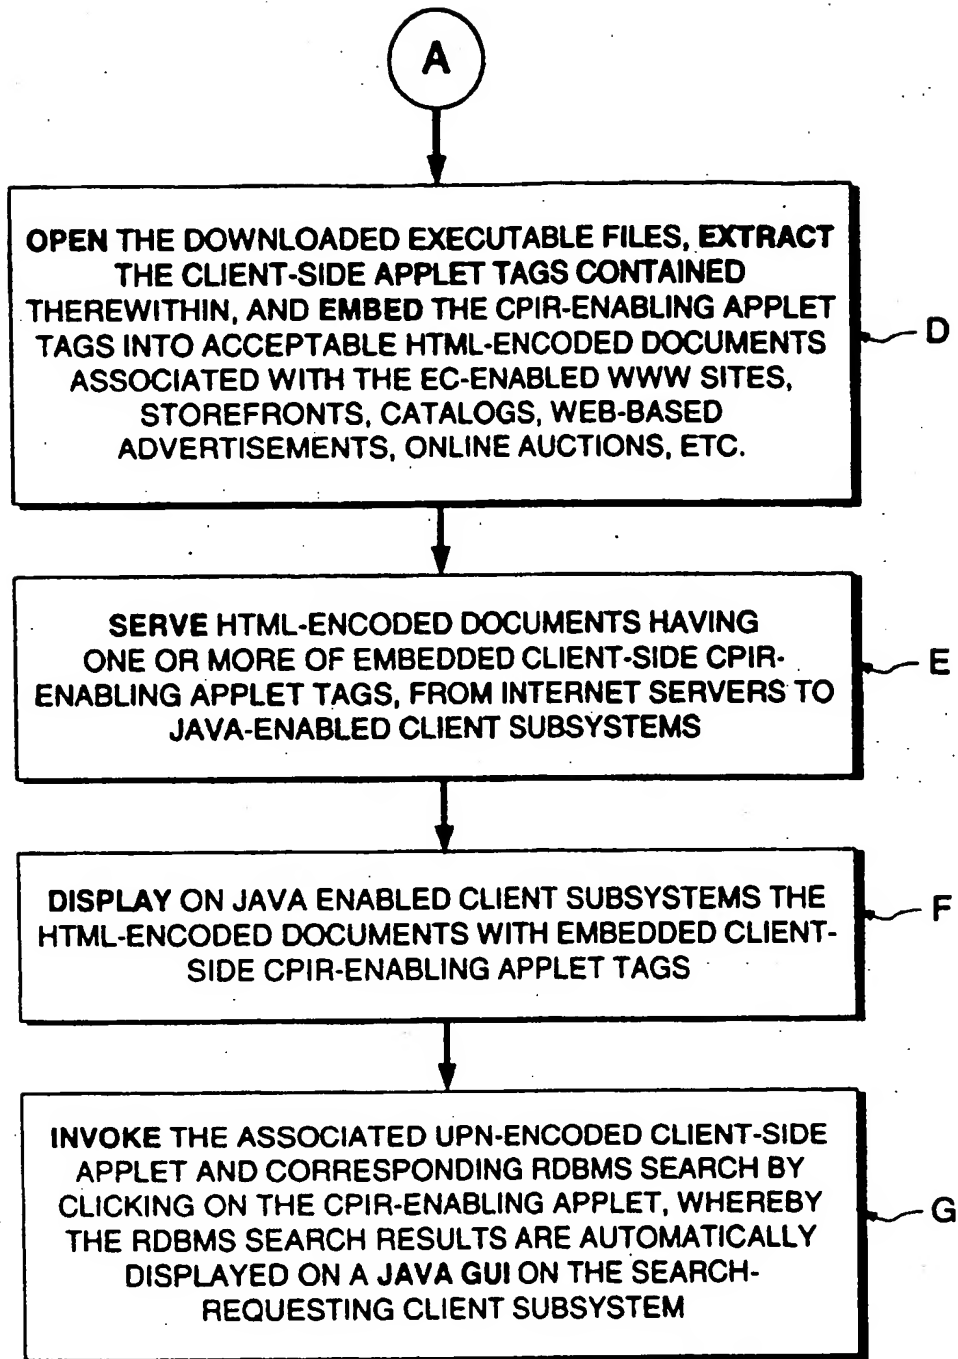 A
OPEN THE DOWNLOADED EXECUTABLE FILES, EXTRACT
THE CLIENT-SIDE APPLET TAGS CONTAINED
THEREWITHIN, AND EMBED THE CPIR-ENABLING APPLET
TAGS INTO ACCEPTABLE HTML-ENCODED DOCUMENTS
ASSOCIATED WITH THE EC-ENABLED WWW SITES,
STOREFRONTS, CATALOGS, WEB-BASED
ADVERTISEMENTS, ONLINE AUCTIONS, ETC.
D
SERVE HTML-ENCODED DOCUMENTS HAVING
ONE OR MORE OF EMBEDDED CLIENT-SIDE CPIR-
ENABLING APPLET TAGS, FROM INTERNET SERVERS TO
JAVA-ENABLED CLIENT SUBSYSTEMS
E
DISPLAY ON JAVA ENABLED CLIENT SUBSYSTEMS THE
HTML-ENCODED DOCUMENTS WITH EMBEDDED CLIENT-
SIDE CPIR-ENABLING APPLET TAGS
F
INVOKE THE ASSOCIATED UPN-ENCODED CLIENT-SIDE
APPLET AND CORRESPONDING RDBMS SEARCH BY
CLICKING ON THE CPIR-ENABLING APPLET, WHEREBY
THE RDBMS SEARCH RESULTS ARE AUTOMATICALLY
DISPLAYED ON A JAVA GUI ON THE SEARCH-
REQUESTING CLIENT SUBSYSTEM
G